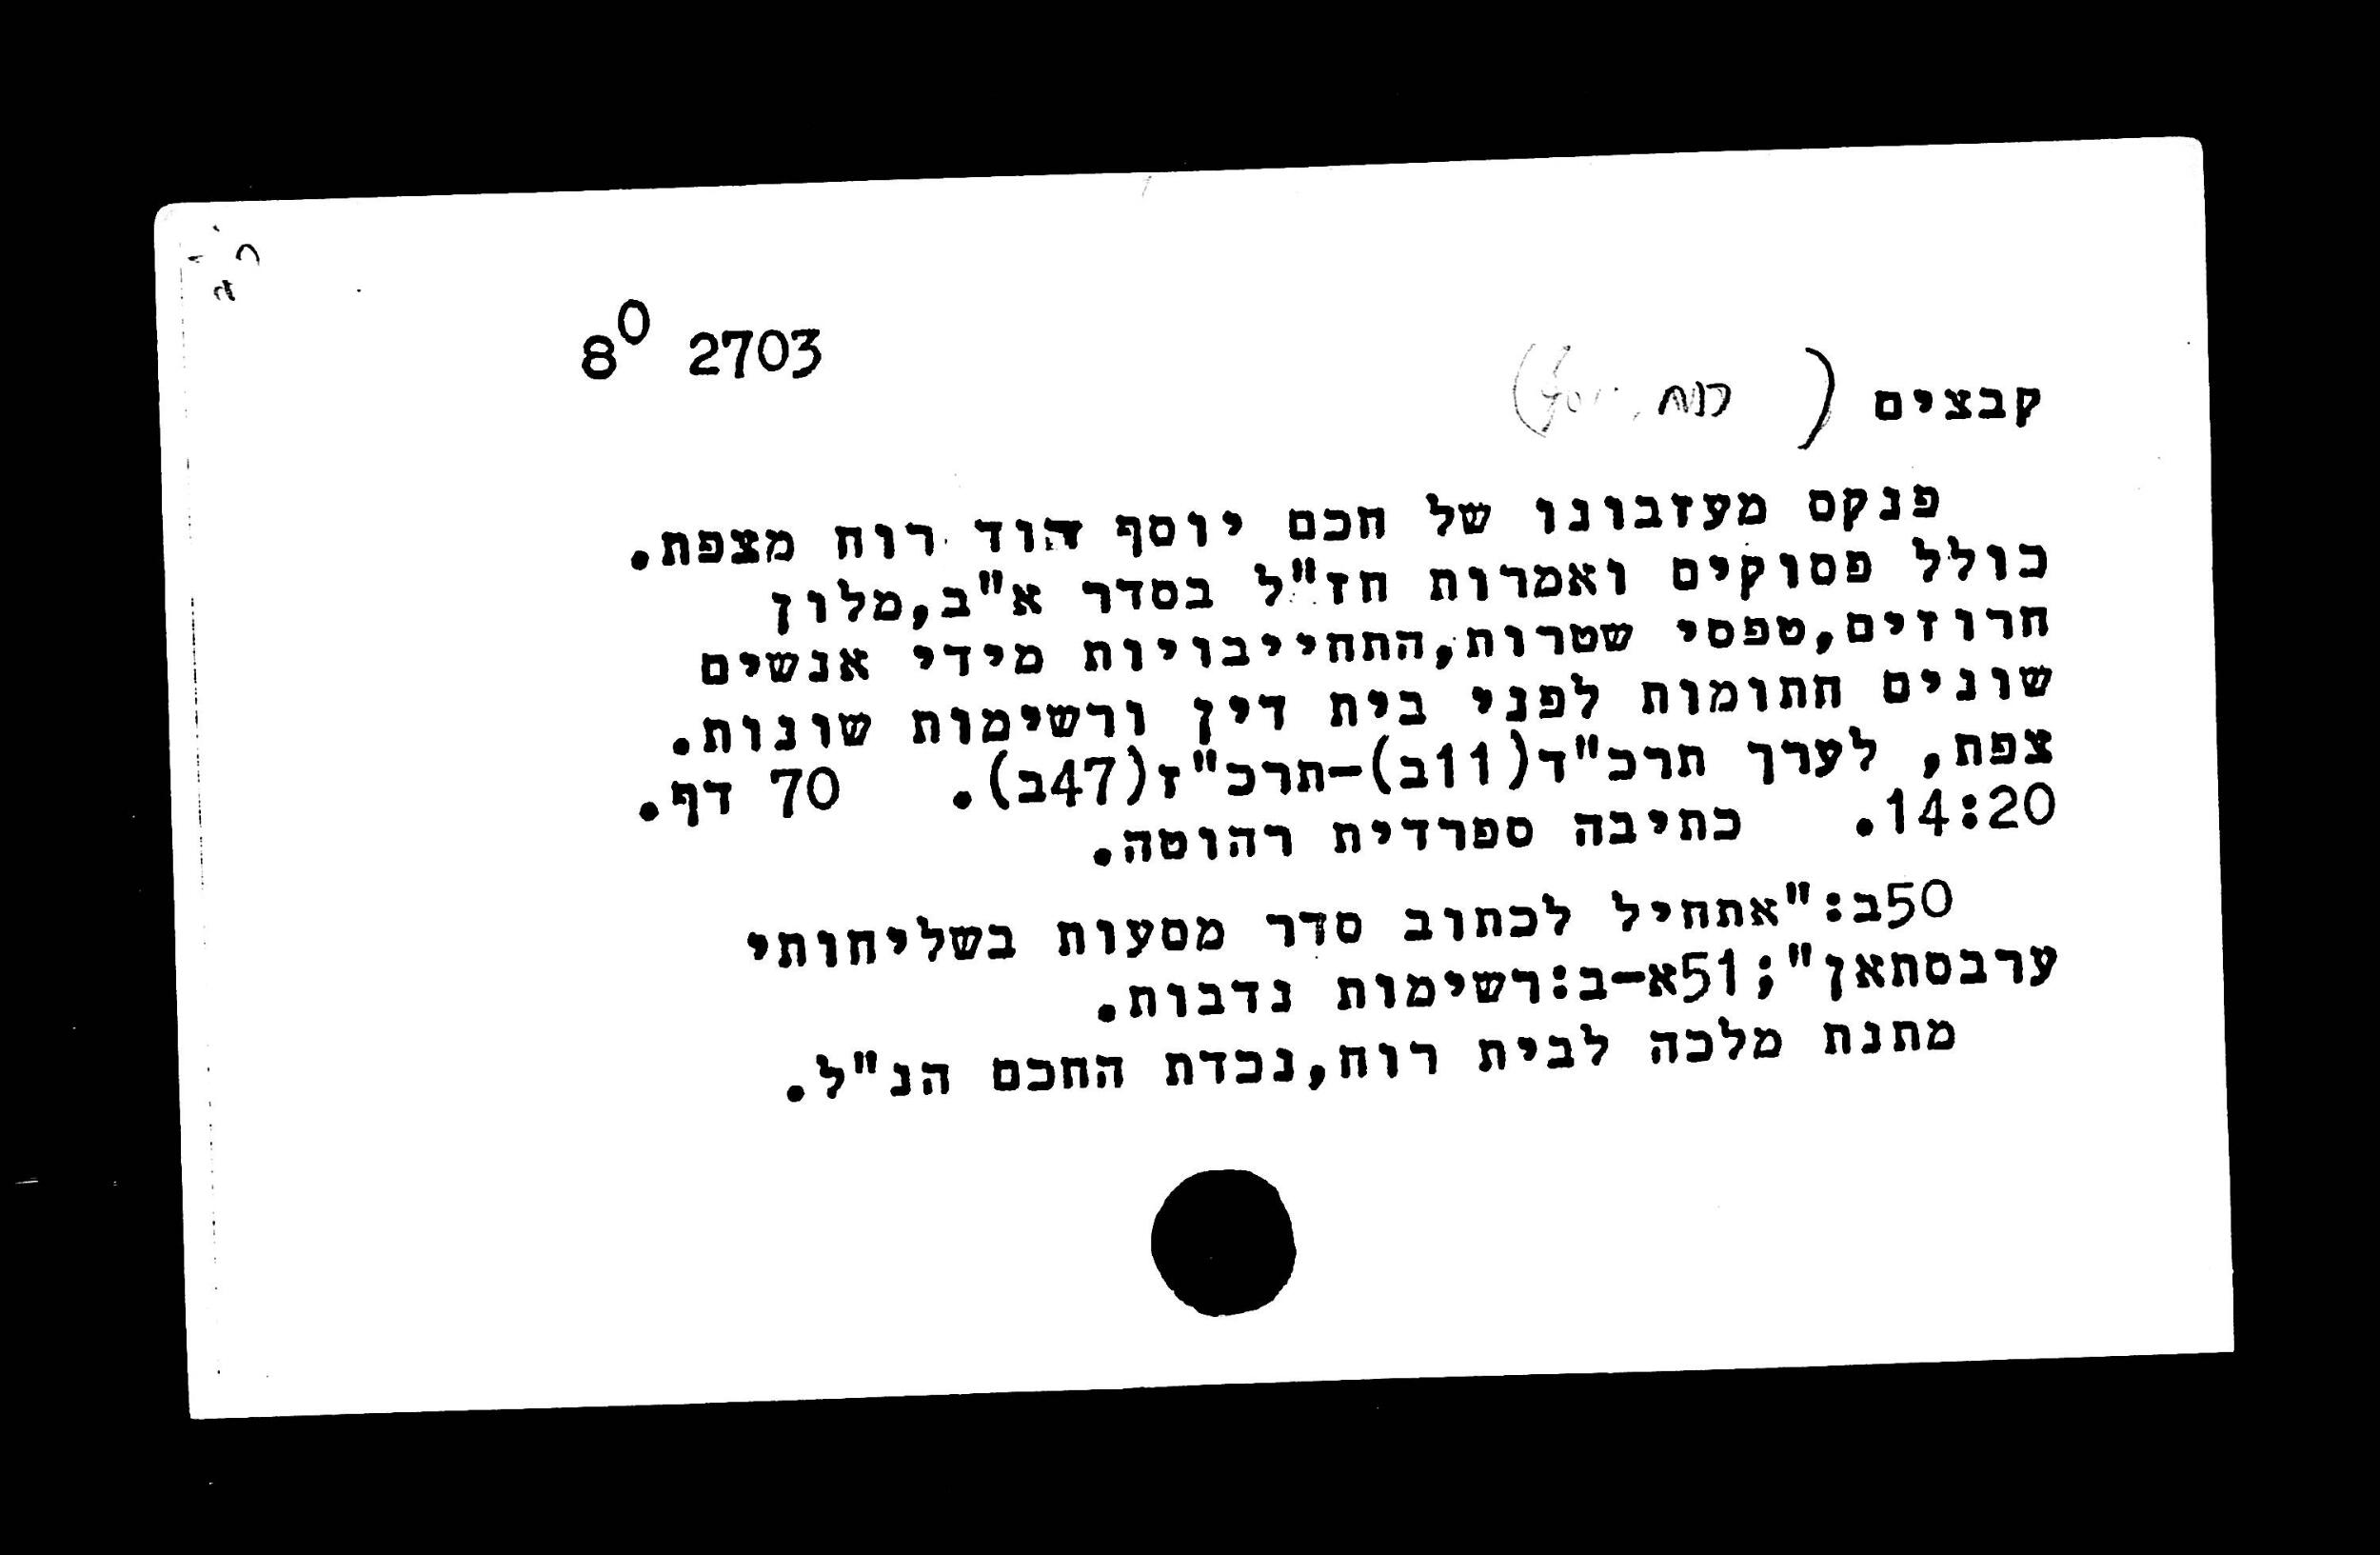 8⁰ 2703
קבצים ( רוח, יוסף)
פנקס מעזבונו של חכם יוסף הוד רוח מצפת.
כולל פסוקים ואמרות חז"ל בסדר א"ב,מלון
חרוזים,טפסי שטרות,התחייבויות מידי אנשים
שונים חתומות לפני בית דין ורשימות שונות.
צפת, לערך תרכ"ד(11ב)-תרכ"ז(47ב). 70 דף.
14:20. כתיבה ספרדית רהוטה.
50ב:"אתחיל לכתוב סדר מסעות בשליחותי
ערבסתאן";51א-ב:רשימות נדבות.
מתנת מלכה לבית רוח,נכדת החכם הנ"ל.